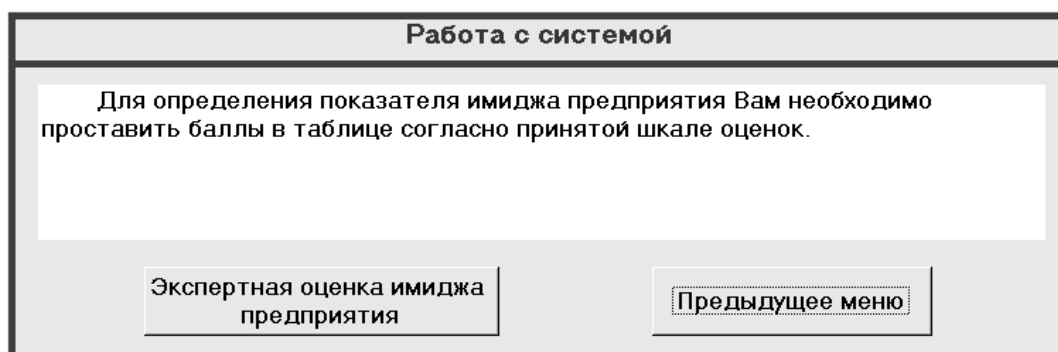 Работа с системой
Для определения показателя имиджа предприятия Вам необходимо
проставить баллы в таблице согласно принятой шкале оценок.
Экспертная оценка имиджа
предприятия
Предыдущее меню